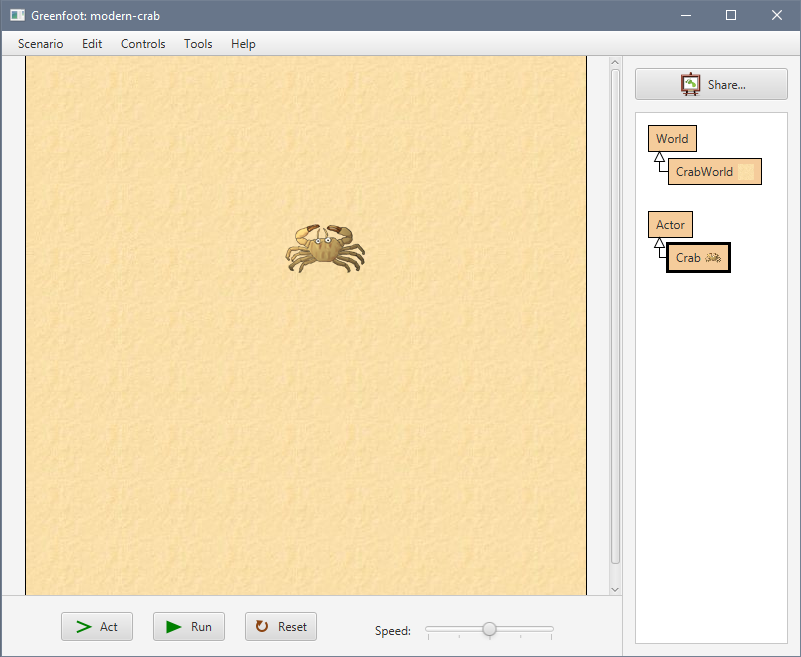 Greenfoot: modern-crab
Scenario Edit Controls Tools Help
Share...
World
CrabWorld
Actor
Crab
Act Run Reset Speed: